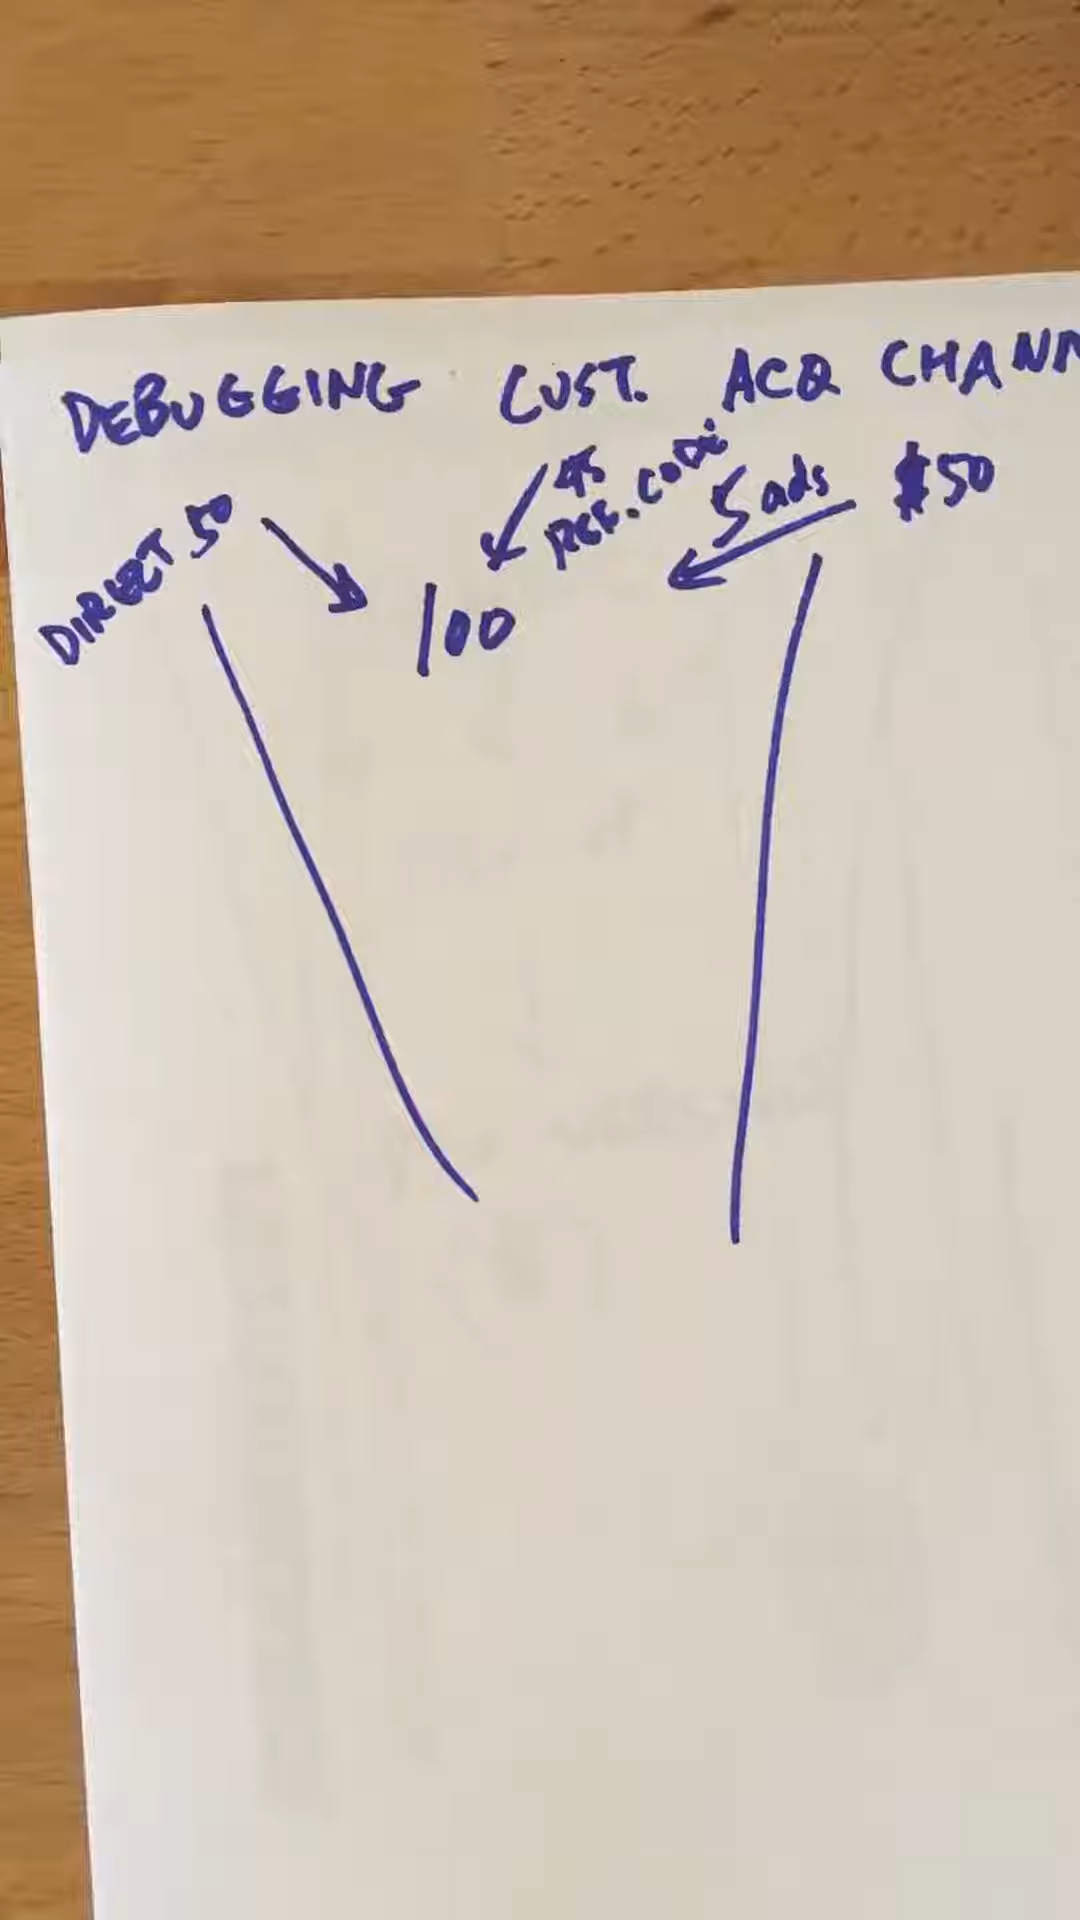 DEBUGGING CUST. ACQ CHANN
DIRECT 50
45
REF. CODE
5 ads
$50
100